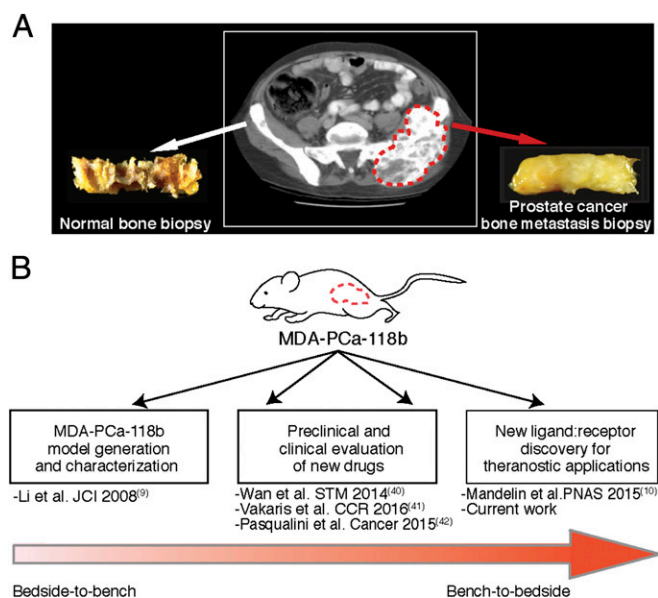 A
Normal bone biopsy
Prostate cancer
bone metastasis biopsy
B
MDA-PCa-118b
MDA-PCa-118b
model generation
and characterization
-Li et al. JCI 2008(9)
Preclinical and
clinical evaluation
of new drugs
-Wan et al. STM 2014(40)
-Vakaris et al. CCR 2016(41)
-Pasqualini et al. Cancer 2015(42)
New ligand:receptor
discovery for
theranostic applications
-Mandelin et al.PNAS 2015(10)
-Current work
Bedside-to-bench
Bench-to-bedside